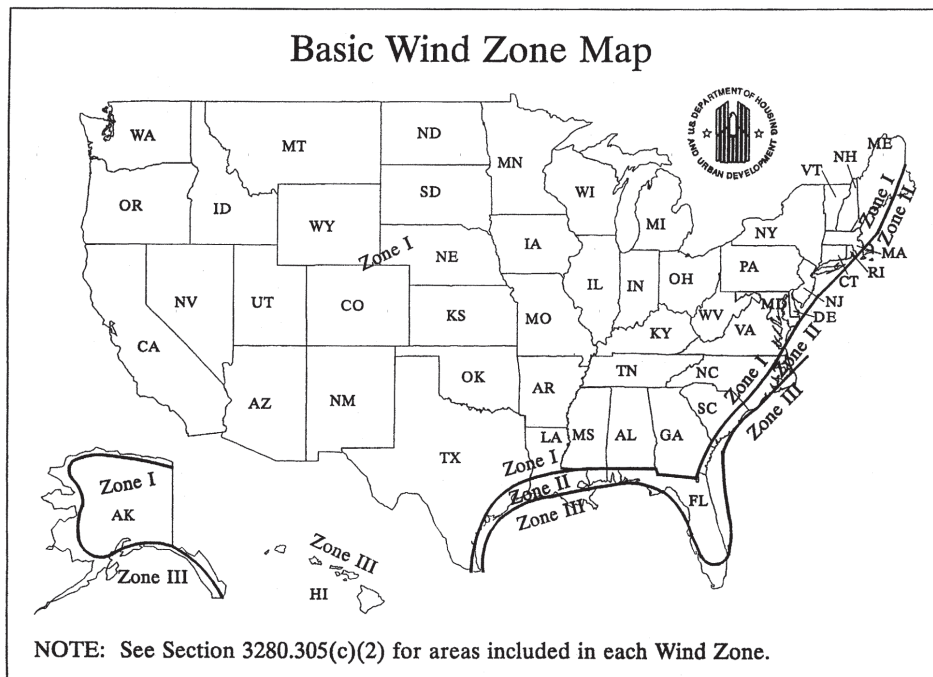 Basic Wind Zone Map
U.S. DEPARTMENT OF HOUSING
AND URBAN DEVELOPMENT
WA
MT
ND
MN
ME
NH
VT
OR
ID
SD
WI
MI
NY
Zone I
Zone II
WY
Zone I
NE
IA
MA
RI
CT
PA
NJ
NV
UT
CO
IL
IN
OH
MD
DE
WV
VA
CA
KS
MO
KY
Zone I
Zone II
Zone III
AZ
NM
OK
AR
TN
NC
SC
TX
LA
MS
AL
GA
Zone I
Zone II
Zone III
FL
Zone I
AK
Zone III
Zone III
HI
NOTE: See Section 3280.305(c)(2) for areas included in each Wind Zone.